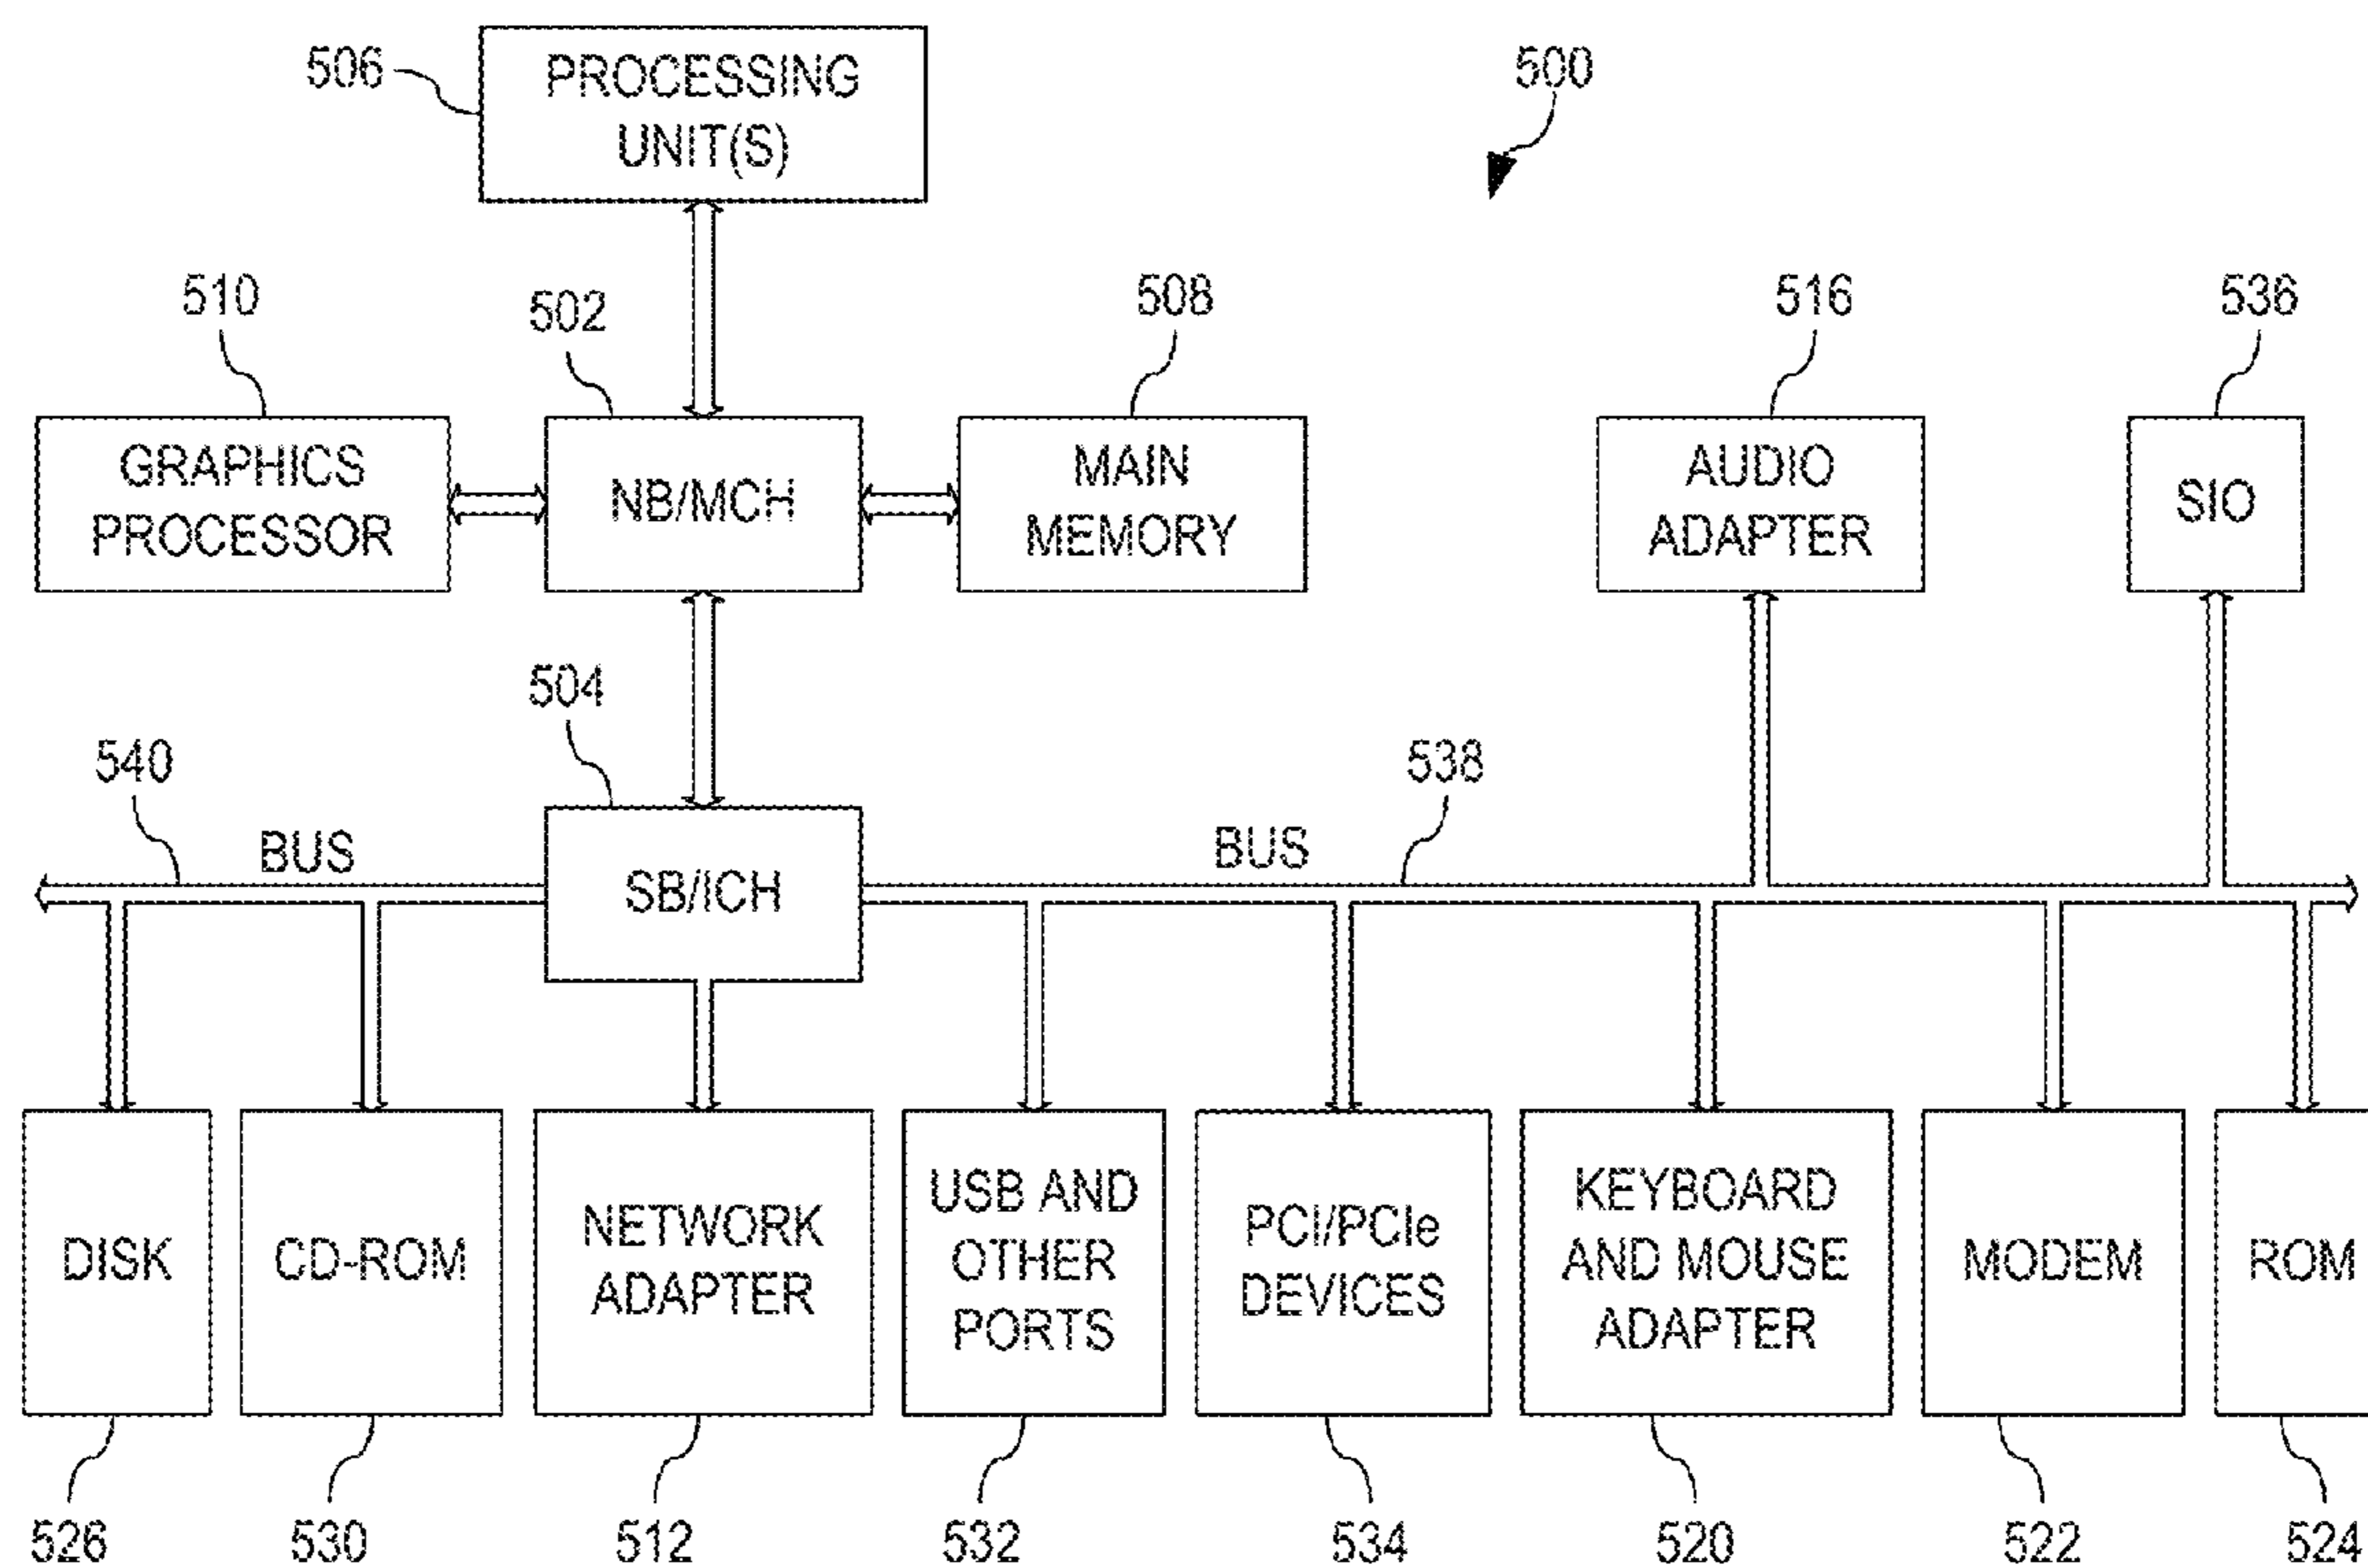 506
PROCESSING
UNIT(S)
500
510
502
508
516
536
GRAPHICS
PROCESSOR
NB/MCH
MAIN
MEMORY
AUDIO
ADAPTER
SIO
504
540
538
BUS
SB/ICH
BUS
DISK
CD-ROM
NETWORK
ADAPTER
USB AND
OTHER
PORTS
PCI/PCIe
DEVICES
KEYBOARD
AND MOUSE
ADAPTER
MODEM
ROM
526
530
512
532
534
520
522
524